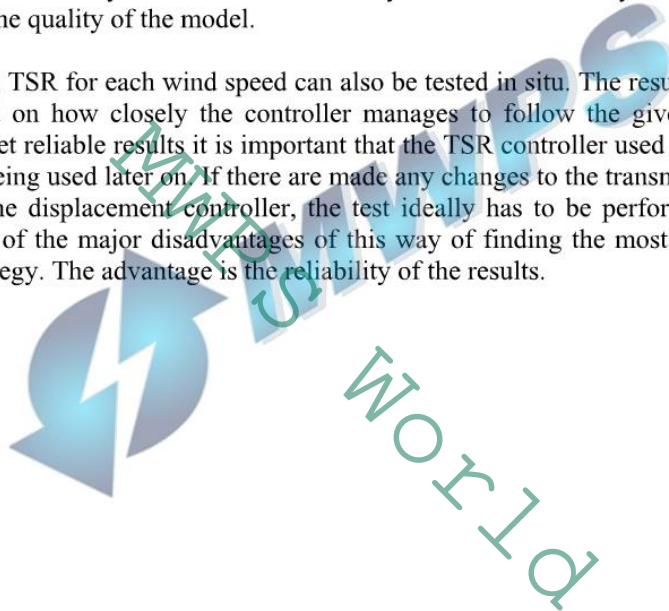 he quality of the model.
TSR for each wind speed can also be tested in situ. The resu
on how closely the controller manages to follow the give
et reliable results it is important that the TSR controller used
eing used later on. If there are made any changes to the transm
he displacement controller, the test ideally has to be perfor
of the major disadvantages of this way of finding the most
egy. The advantage is the reliability of the results.
MWPS
MWPS World